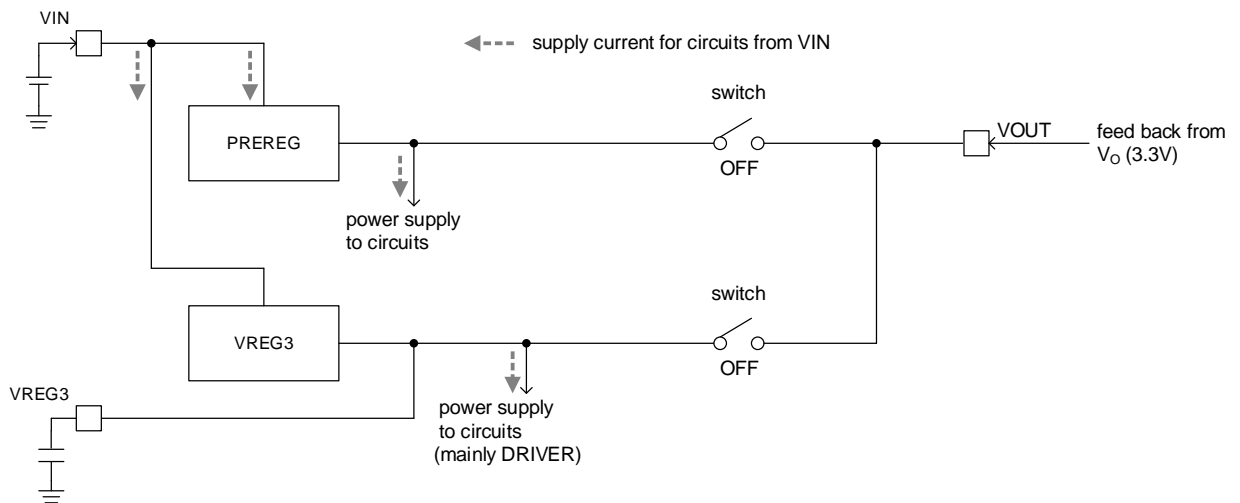 VIN
supply current for circuits from VIN
switch
PREREG
OFF
VOUT
feed back from
VO (3.3V)
power supply
to circuits
switch
VREG3
OFF
VREG3
power supply
to circuits
(mainly DRIVER)